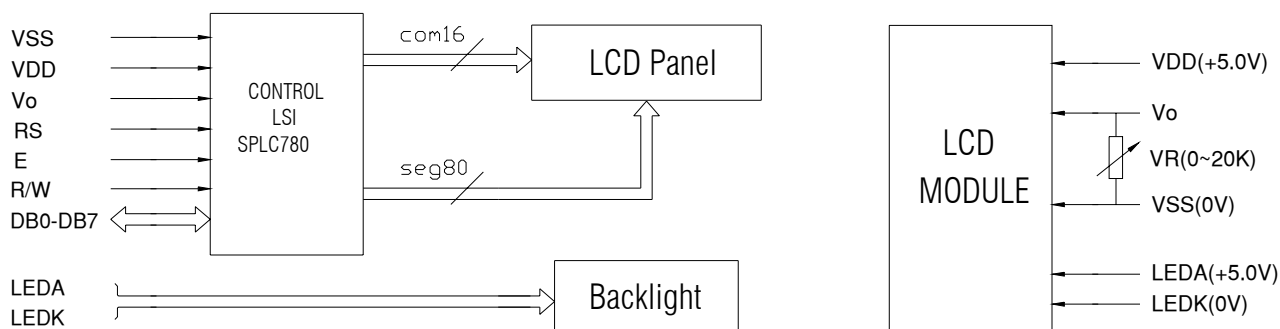 VSS
VDD
Vo
RS
E
R/W
DB0-DB7
LEDA
LEDK
CONTROL
LSI
SPLC780
com16
seg80
LCD Panel
Backlight
LCD
MODULE
VDD(+5.0V)
Vo
VR(0~20K)
VSS(0V)
LEDA(+5.0V)
LEDK(0V)